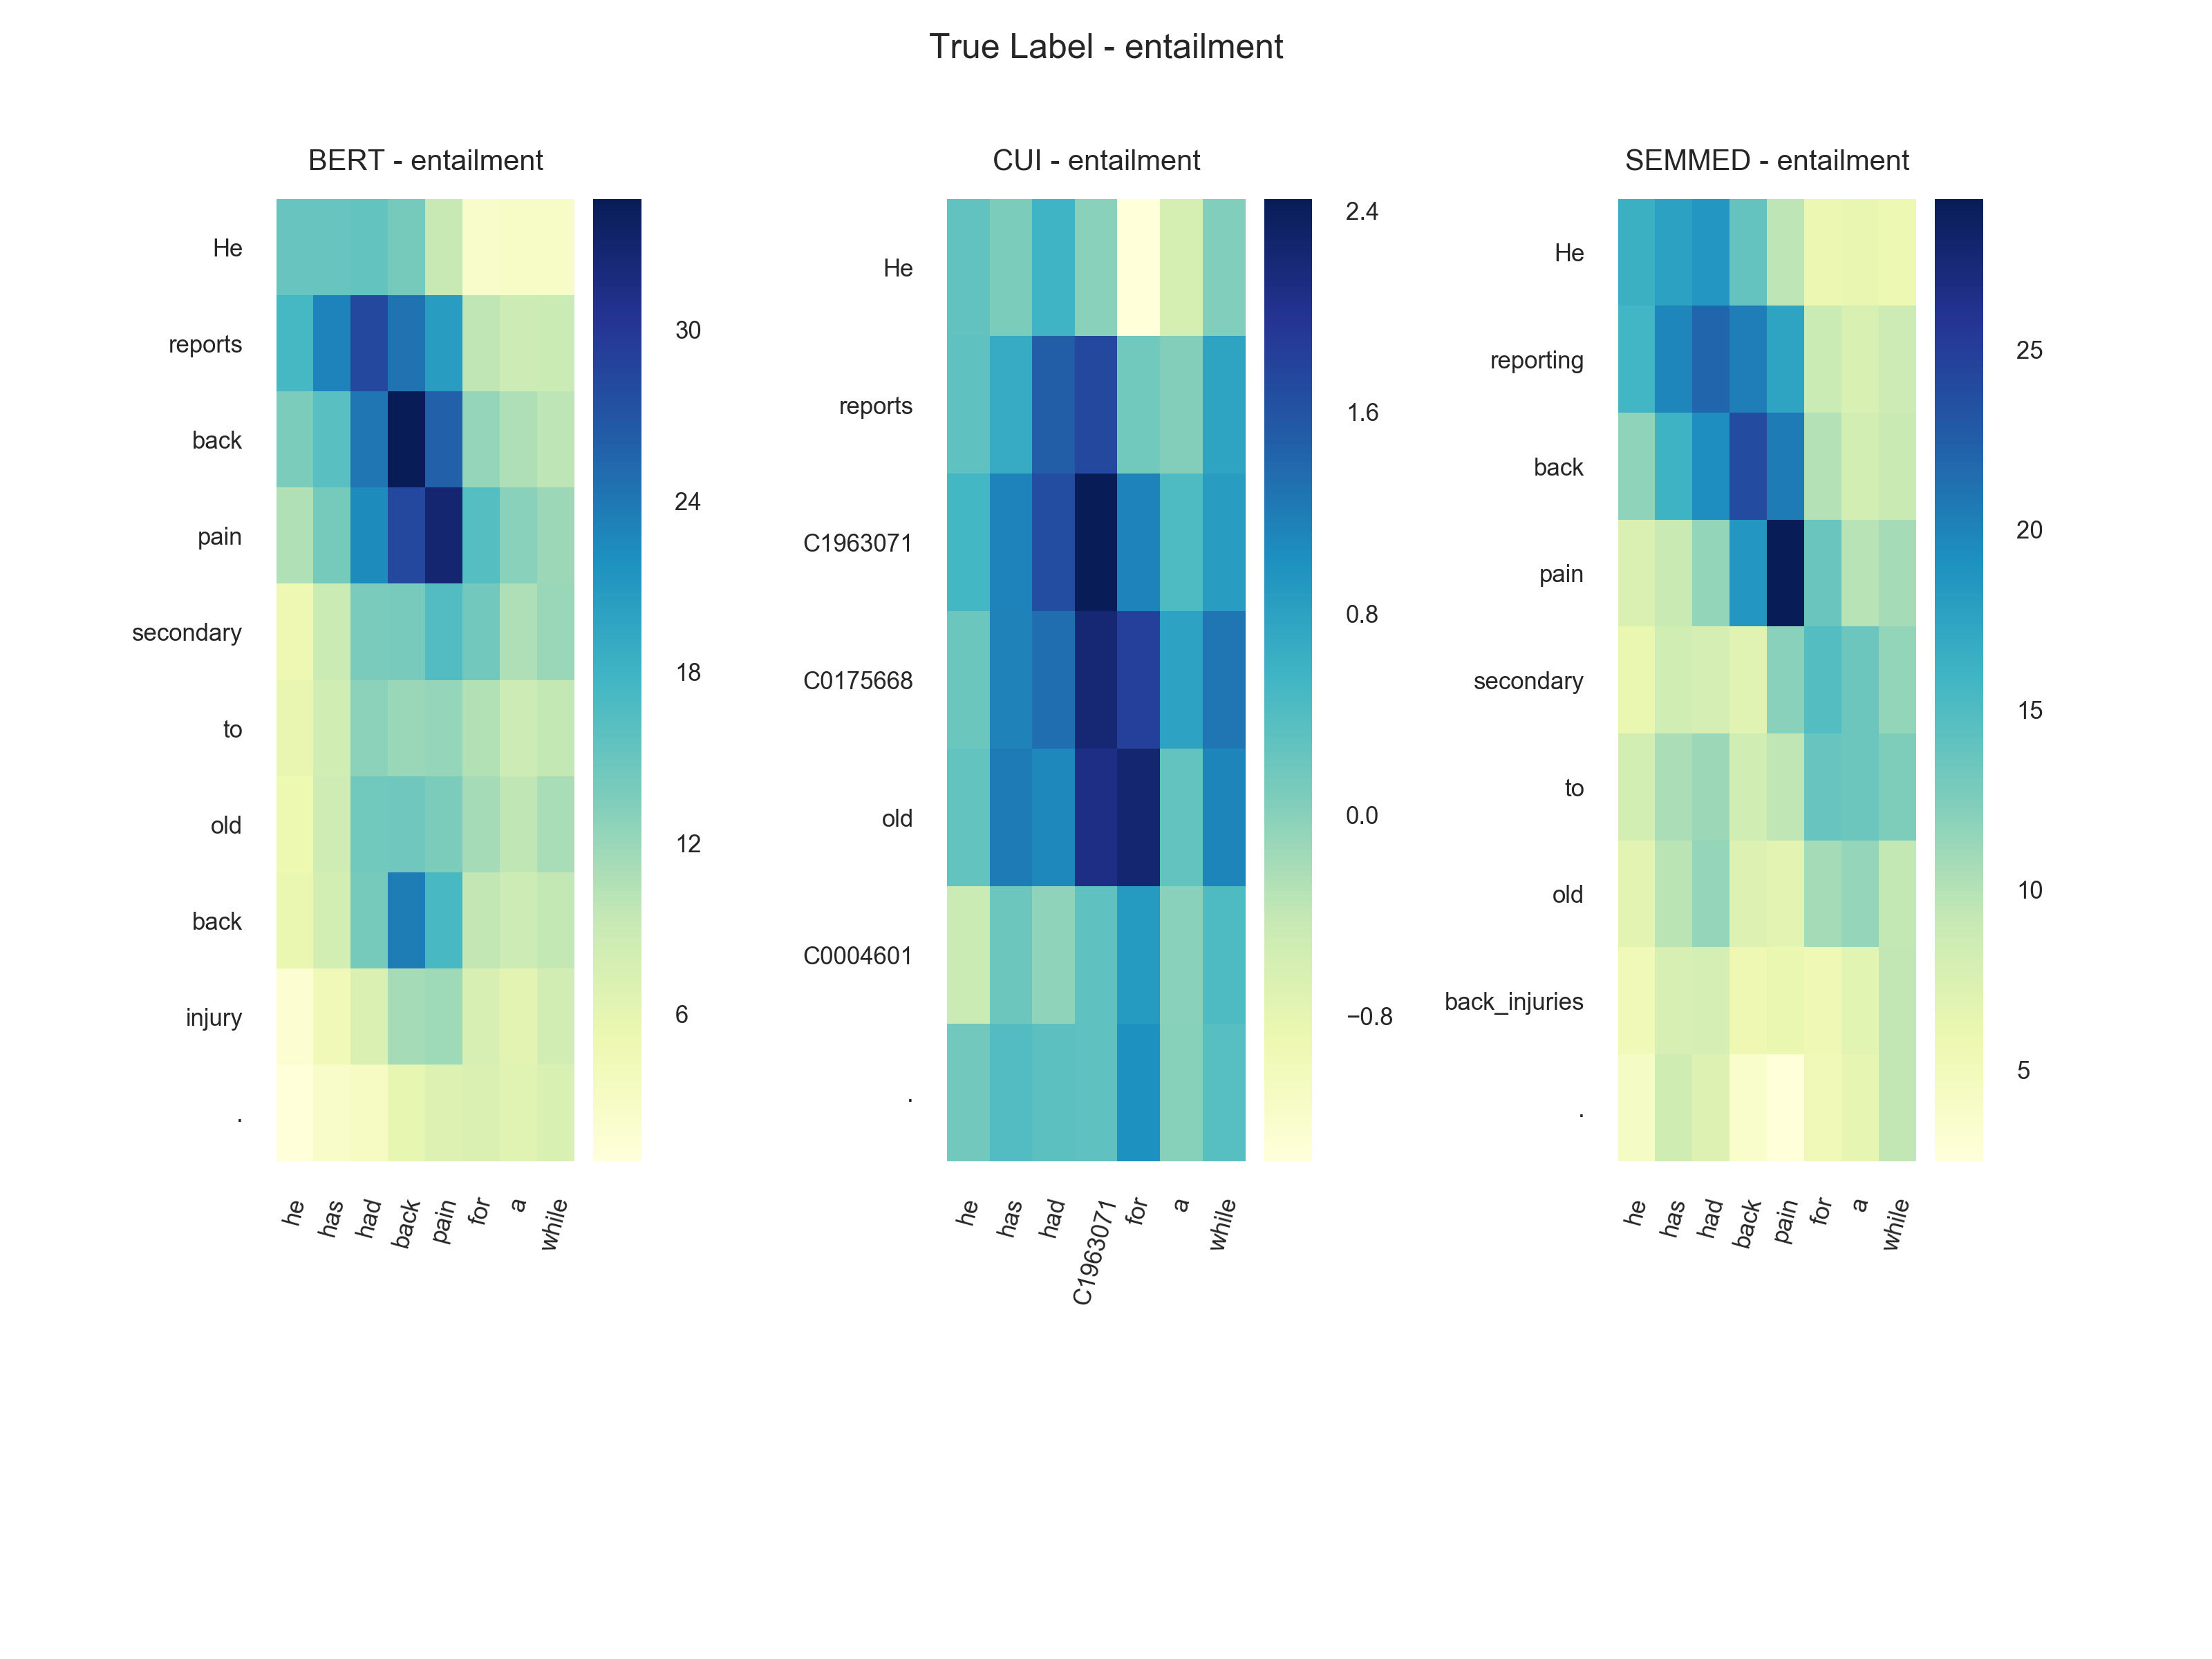 True Label - entailment
BERT - entailment
He
reports
back
pain
secondary
to
old
back
injury
.
he has had back pain for a while
30
24
18
12
6
CUI - entailment
He
reports
C1963071
C0175668
old
C0004601
.
he has had C1963071 for a while
2.4
1.6
0.8
0.0
−0.8
SEMMED - entailment
He
reporting
back
pain
secondary
to
old
back_injuries
.
he has had back pain for a while
25
20
15
10
5